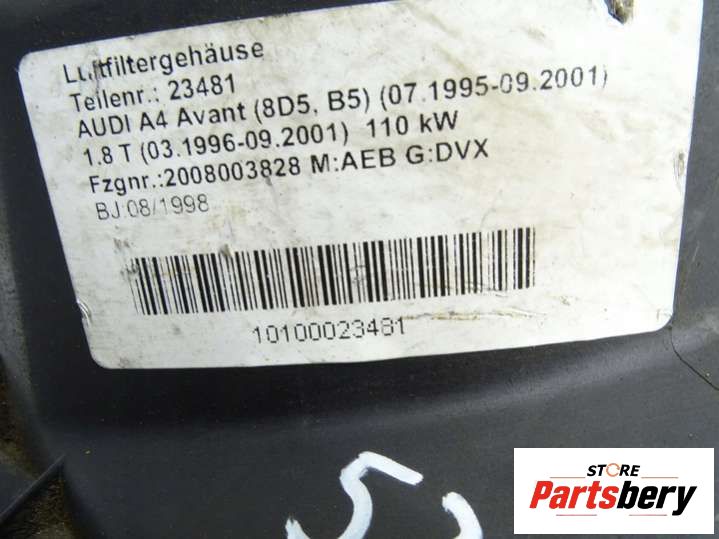 Luftfiltergehäuse
Teilenr.: 23481
AUDI A4 Avant (8D5, B5) (07.1995-09.2001)
1.8 T (03.1996-09.2001) 110 kW
Fzgnr.:2008003828 M:AEB G:DVX
BJ:08/1998
10100023481
5
STORE
Partsbery